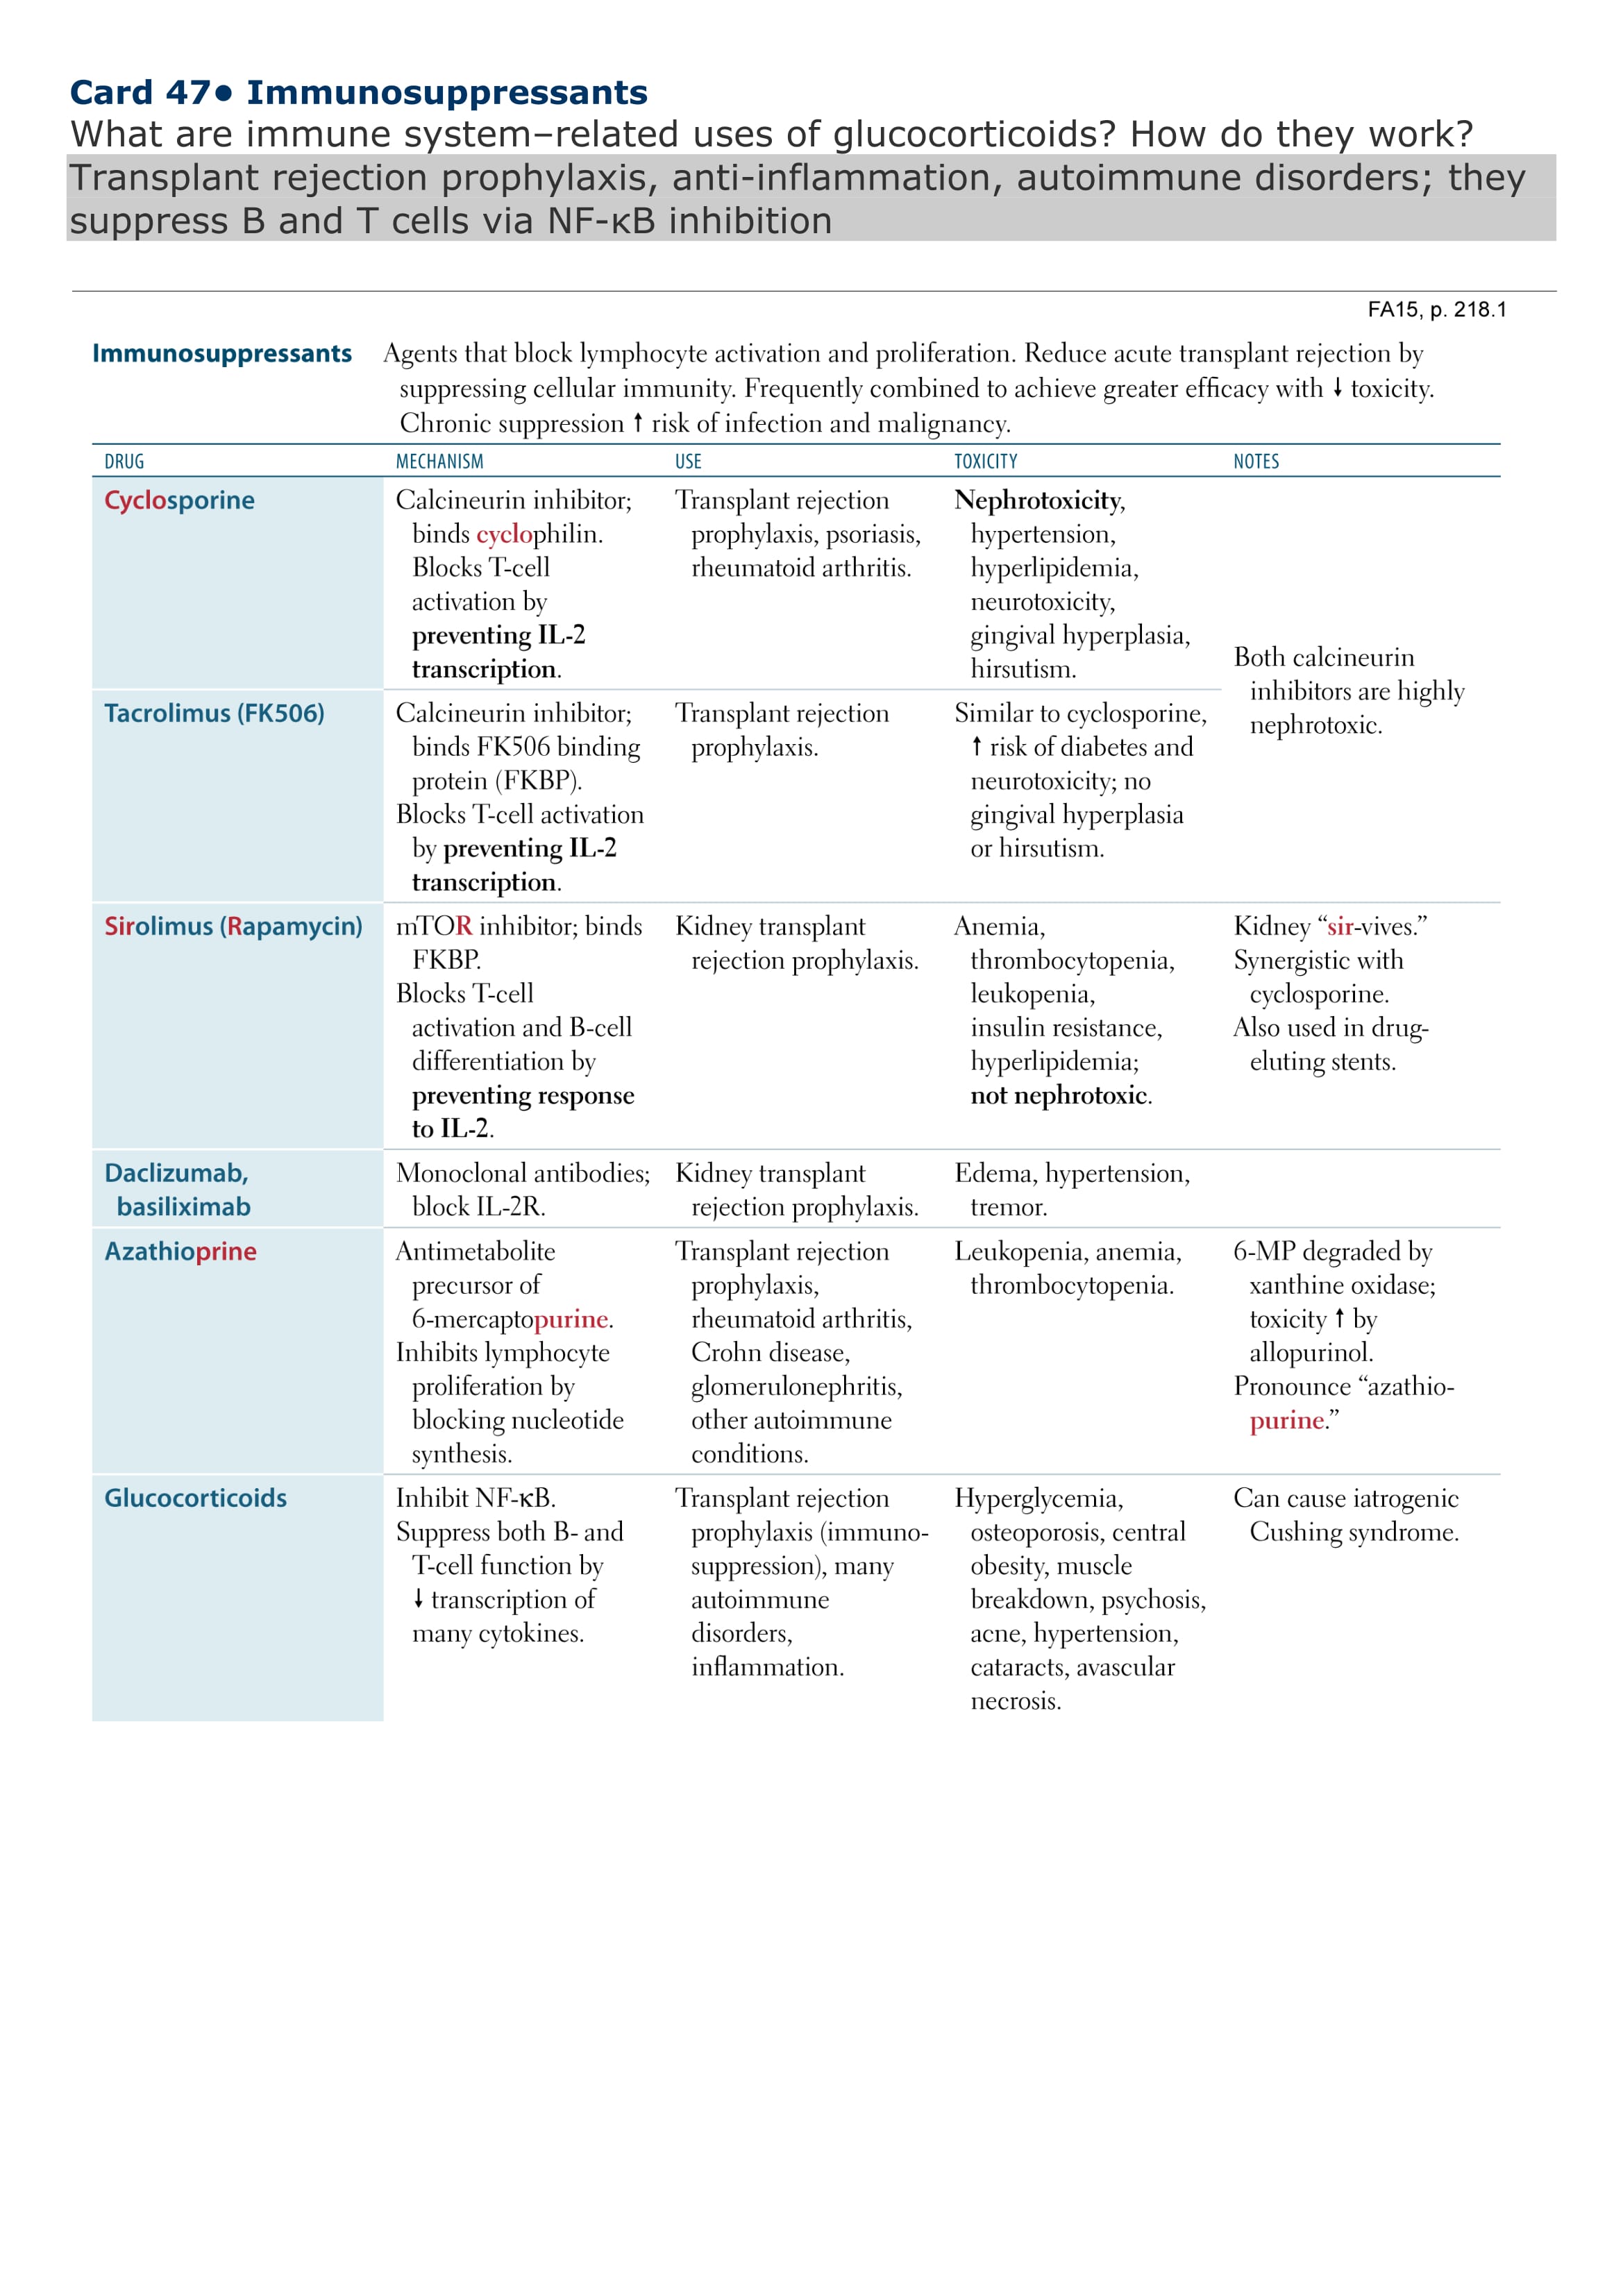 Card 47● Immunosuppressants
What are immune system–related uses of glucocorticoids? How do they work?
Transplant rejection prophylaxis, anti-inflammation, autoimmune disorders; they
suppress B and T cells via NF-κB inhibition
FA15, p. 218.1
Immunosuppressants
Agents that block lymphocyte activation and proliferation. Reduce acute transplant rejection by
suppressing cellular immunity. Frequently combined to achieve greater efficacy with ↓ toxicity.
Chronic suppression ↑ risk of infection and malignancy.
DRUG MECHANISM USE TOXICITY NOTES
Cyclosporine
Calcineurin inhibitor;
binds cyclophilin.
Blocks T-cell
activation by
preventing IL-2
transcription.
Transplant rejection
prophylaxis, psoriasis,
rheumatoid arthritis.
Nephrotoxicity,
hypertension,
hyperlipidemia,
neurotoxicity,
gingival hyperplasia,
hirsutism.
Both calcineurin
inhibitors are highly
nephrotoxic.
Tacrolimus (FK506)
Calcineurin inhibitor;
binds FK506 binding
protein (FKBP).
Blocks T-cell activation
by preventing IL-2
transcription.
Transplant rejection
prophylaxis.
Similar to cyclosporine,
↑ risk of diabetes and
neurotoxicity; no
gingival hyperplasia
or hirsutism.
Sirolimus (Rapamycin)
mTOR inhibitor; binds
FKBP.
Blocks T-cell
activation and B-cell
differentiation by
preventing response
to IL-2.
Kidney transplant
rejection prophylaxis.
Anemia,
thrombocytopenia,
leukopenia,
insulin resistance,
hyperlipidemia;
not nephrotoxic.
Kidney “sir-vives.”
Synergistic with
cyclosporine.
Also used in drug-
eluting stents.
Daclizumab,
basiliximab
Monoclonal antibodies;
block IL-2R.
Kidney transplant
rejection prophylaxis.
Edema, hypertension,
tremor.
Azathioprine
Antimetabolite
precursor of
6-mercaptopurine.
Inhibits lymphocyte
proliferation by
blocking nucleotide
synthesis.
Transplant rejection
prophylaxis,
rheumatoid arthritis,
Crohn disease,
glomerulonephritis,
other autoimmune
conditions.
Leukopenia, anemia,
thrombocytopenia.
6-MP degraded by
xanthine oxidase;
toxicity ↑ by
allopurinol.
Pronounce “azathio-
purine.”
Glucocorticoids
Inhibit NF-κB.
Suppress both B- and
T-cell function by
↓ transcription of
many cytokines.
Transplant rejection
prophylaxis (immuno-
suppression), many
autoimmune
disorders,
inflammation.
Hyperglycemia,
osteoporosis, central
obesity, muscle
breakdown, psychosis,
acne, hypertension,
cataracts, avascular
necrosis.
Can cause iatrogenic
Cushing syndrome.